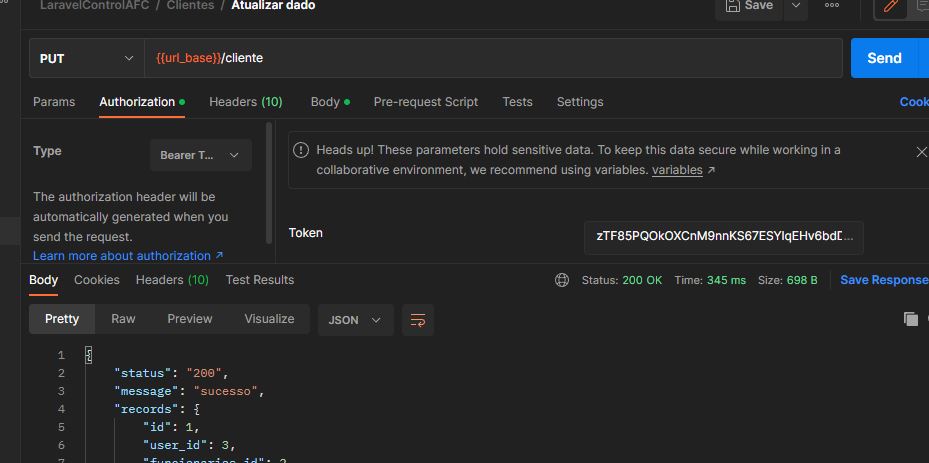 LaravelControlAFC / Clientes / Atualizar dado
Save
PUT {{url_base}}/cliente Send
Params Authorization Headers (10) Body Pre-request Script Tests Settings
Type Bearer T...
The authorization header will be
automatically generated when you
send the request.
Learn more about authorization ↗
Heads up! These parameters hold sensitive data. To keep this data secure while working in a
collaborative environment, we recommend using variables. variables ↗
Token
Body Cookies Headers (10) Test Results Status: 200 OK Time: 345 ms Size: 698 B Save Response
Pretty Raw Preview Visualize JSON
1 {
2 "status": "200",
3 "message": "sucesso",
4 "records": {
5 "id": 1,
6 "user_id": 3,